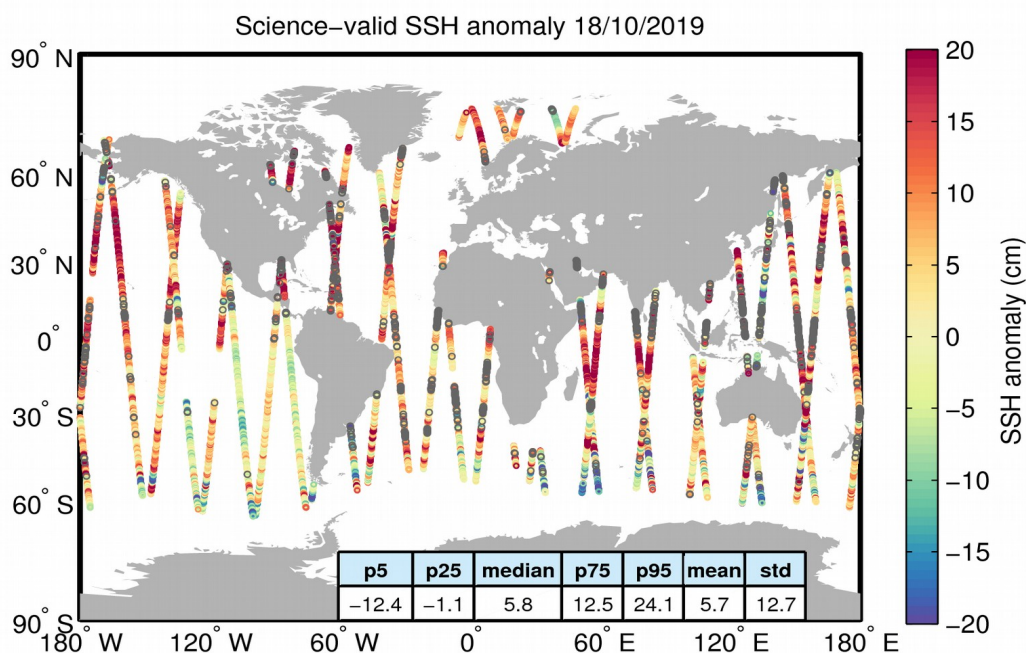 Science−valid SSH anomaly 18/10/2019
90° N
60° N
30° N
0°
30° S
60° S
90° S
180° W
120° W
60° W
0°
60° E
120° E
180° E
p5 p25 median p75 p95 mean std
−12.4 −1.1 5.8 12.5 24.1 5.7 12.7
20
15
10
5
0
−5
−10
−15
−20
SSH anomaly (cm)